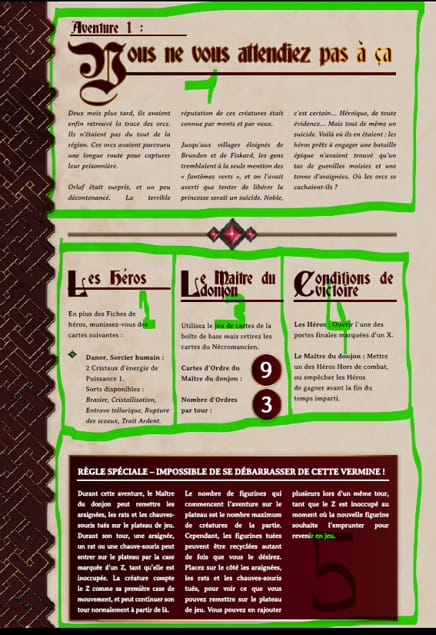 Aventure 1 :
Vous ne vous attendiez pas à ça
1
Deux mois plus tard, ils avaient
enfin retrouvé la trace des orcs.
Ils n'étaient pas du tout de la
région. Ces orcs avaient parcouru
une longue route pour capturer
leur prisonnière.
Orlaf était surpris, et un peu
décontenancé. La terrible
réputation de ces créatures était
connue par monts et par vaux.
Jusqu'aux villages éloignés de
Brunden et de Fiskard, les gens
tremblaient à la seule mention des
« fantômes verts », et on l'avait
averti que tenter de libérer la
princesse serait un suicide. Noble,
c'est certain... Héroïque, de toute
évidence... Mais tout de même un
suicide. Voilà où ils en étaient : les
héros prêts à engager une bataille
épique n'avaient trouvé qu'un
tas de guenilles moisies et une
tonne d'araignées. Où les orcs se
cachaient-ils ?
Les Héros
2
En plus des Fiches de
héros, munissez-vous des
cartes suivantes :
Danor, Sorcier humain :
2 Cristaux d'énergie de
Puissance 1.
Sorts disponibles :
Brasier, Cristallisation,
Entrave tellurique, Rupture
des sceaux, Trait Ardent.
Le Maître du
donjon
3
Utilisez le jeu de cartes de la
boîte de base mais retirez les
cartes du Nécromancien.
Cartes d'Ordre du
Maître du donjon :
9
Nombre d'Ordres
par tour :
3
Conditions de
victoire
4
Les Héros : Ouvrir l'une des
portes finales marquées d'un X.
Le Maître du donjon : Mettre
un des Héros Hors de combat,
ou empêcher les Héros
de gagner avant la fin du
temps imparti.
RÈGLE SPÉCIALE – IMPOSSIBLE DE SE DÉBARRASSER DE CETTE VERMINE !
Durant cette aventure, le Maître
du donjon peut remettre les
araignées, les rats et les chauves-
souris tués sur le plateau de jeu.
Durant son tour, une araignée,
un rat ou une chauve-souris peut
entrer sur le plateau par la case
marquée d'un Z, tant qu'elle est
inoccupée. La créature compte
le Z comme sa première case de
mouvement, et peut continuer son
tour normalement à partir de là.
Le nombre de figurines qui
commencent l'aventure sur le
plateau est le nombre maximum
de créatures de la partie.
Cependant, les figurines tuées
peuvent être recyclées autant
de fois que vous le désirez.
Placez sur le côté les araignées,
les rats et les chauves-souris
tués, pour voir ce que vous
pouvez remettre sur le plateau
de jeu. Vous pouvez en rajouter
plusieurs lors d'un même tour,
tant que le Z est inoccupé au
moment où la nouvelle figurine
souhaite l'emprunter pour
revenir en jeu.
5